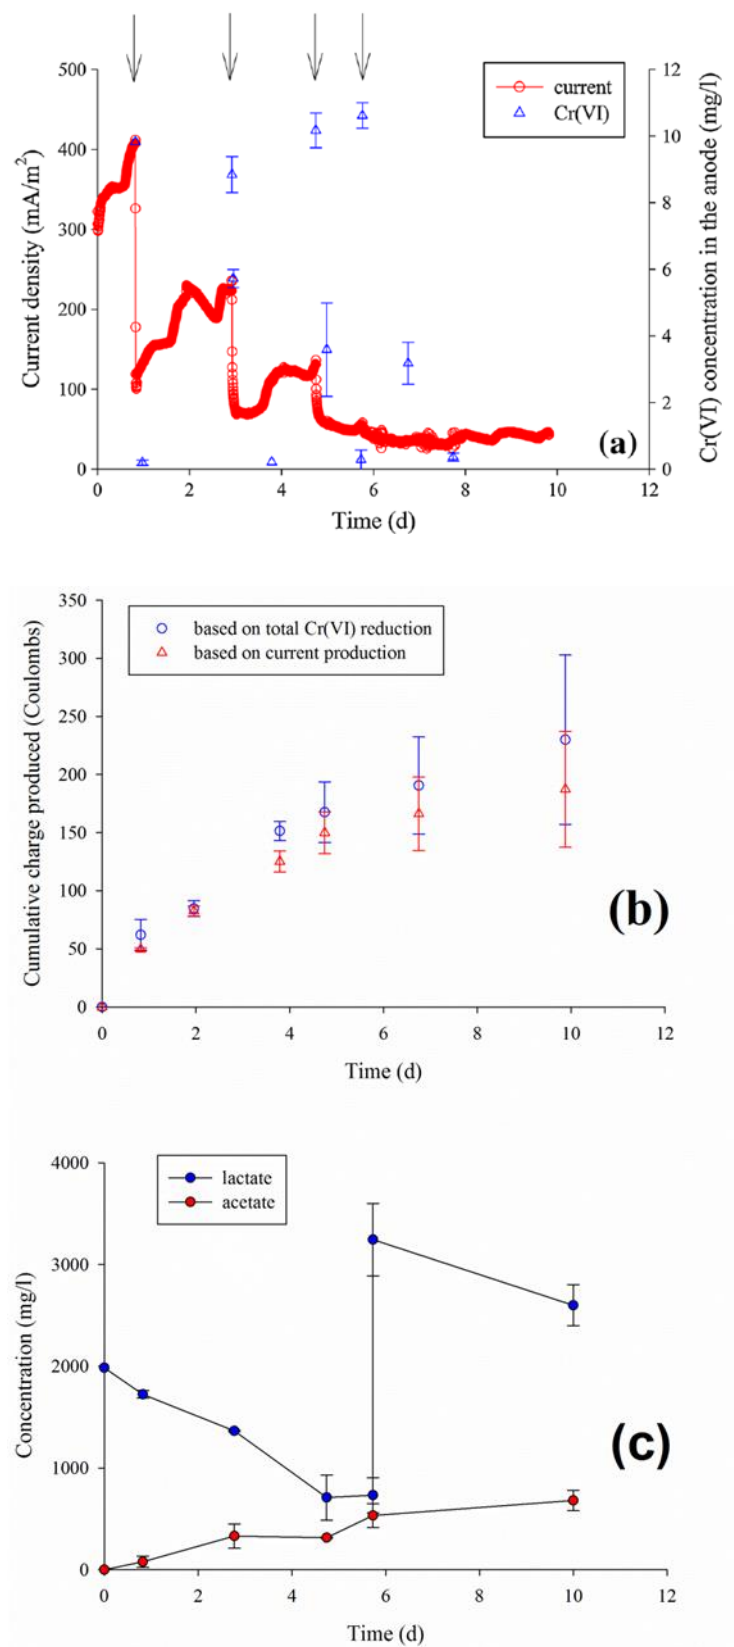 500
400
300
200
100
0
Current density (mA/m²)
12
10
8
6
4
2
0
Cr(VI) concentration in the anode (mg/l)
current
Cr(VI)
(a)
0 2 4 6 8 10 12
Time (d)
350
300
250
200
150
100
50
0
Cumulative charge produced (Coulombs)
based on total Cr(VI) reduction
based on current production
(b)
0 2 4 6 8 10 12
Time (d)
4000
3000
2000
1000
0
Concentration (mg/l)
lactate
acetate
(c)
0 2 4 6 8 10 12
Time (d)